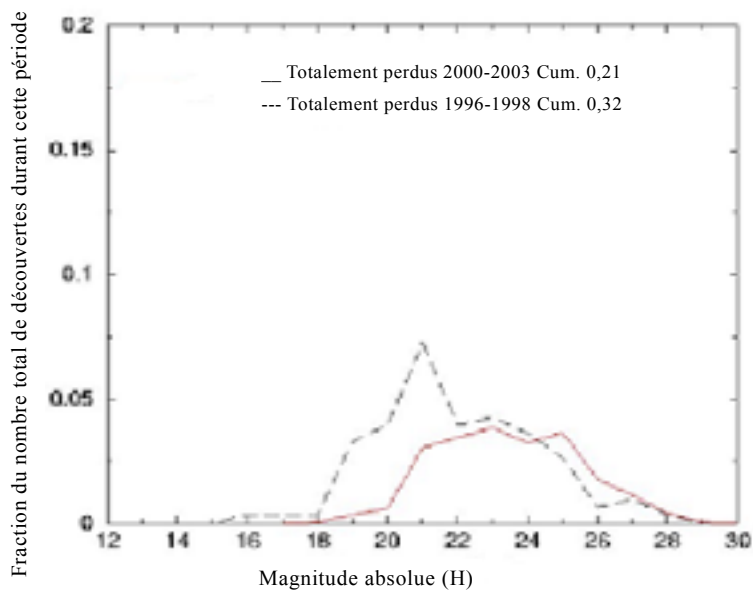 Fraction du nombre total de découvertes durant cette période
0.2
0.15
0.1
0.05
0
__ Totalement perdus 2000-2003 Cum. 0,21
--- Totalement perdus 1996-1998 Cum. 0,32
12 14 16 18 20 22 24 26 28 30
Magnitude absolue (H)